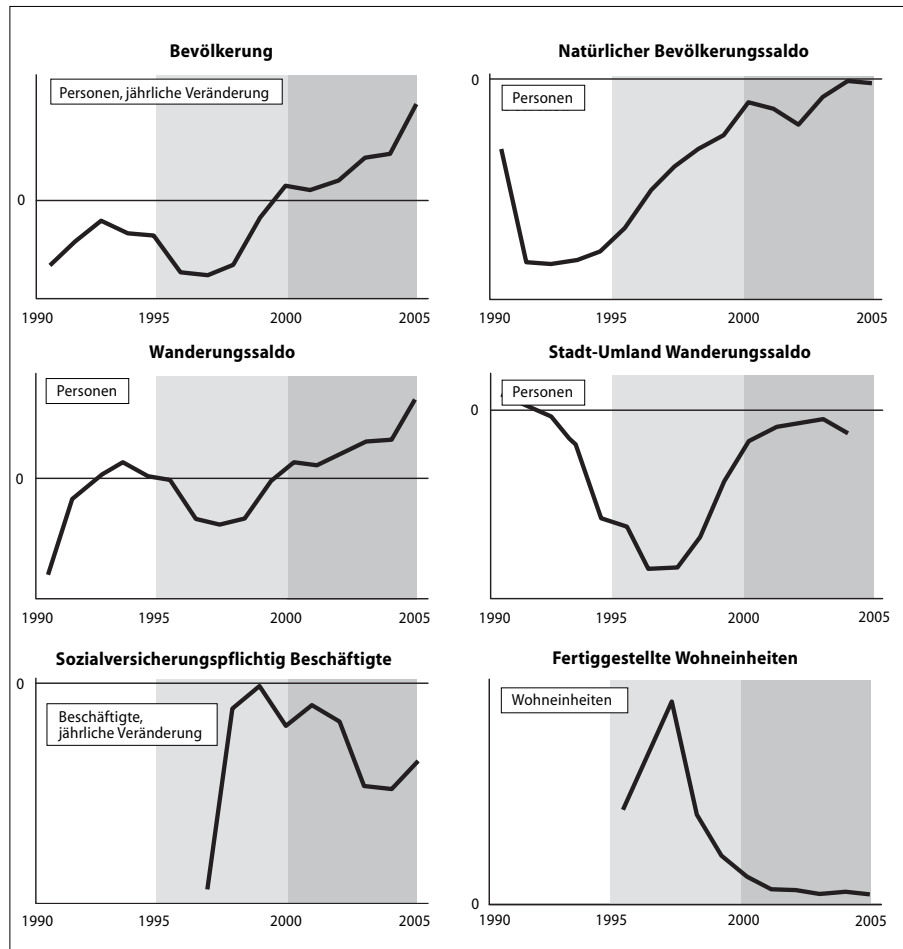 Bevölkerung
Personen, jährliche Veränderung
0
1990 1995 2000 2005
Natürlicher Bevölkerungssaldo
0
Personen
1990 1995 2000 2005
Wanderungssaldo
Personen
0
1990 1995 2000 2005
Stadt-Umland Wanderungssaldo
0
Personen
1990 1995 2000 2005
Sozialversicherungspflichtig Beschäftigte
0
Beschäftigte,
jährliche Veränderung
1990 1995 2000 2005
Fertiggestellte Wohneinheiten
Wohneinheiten
0
1990 1995 2000 2005